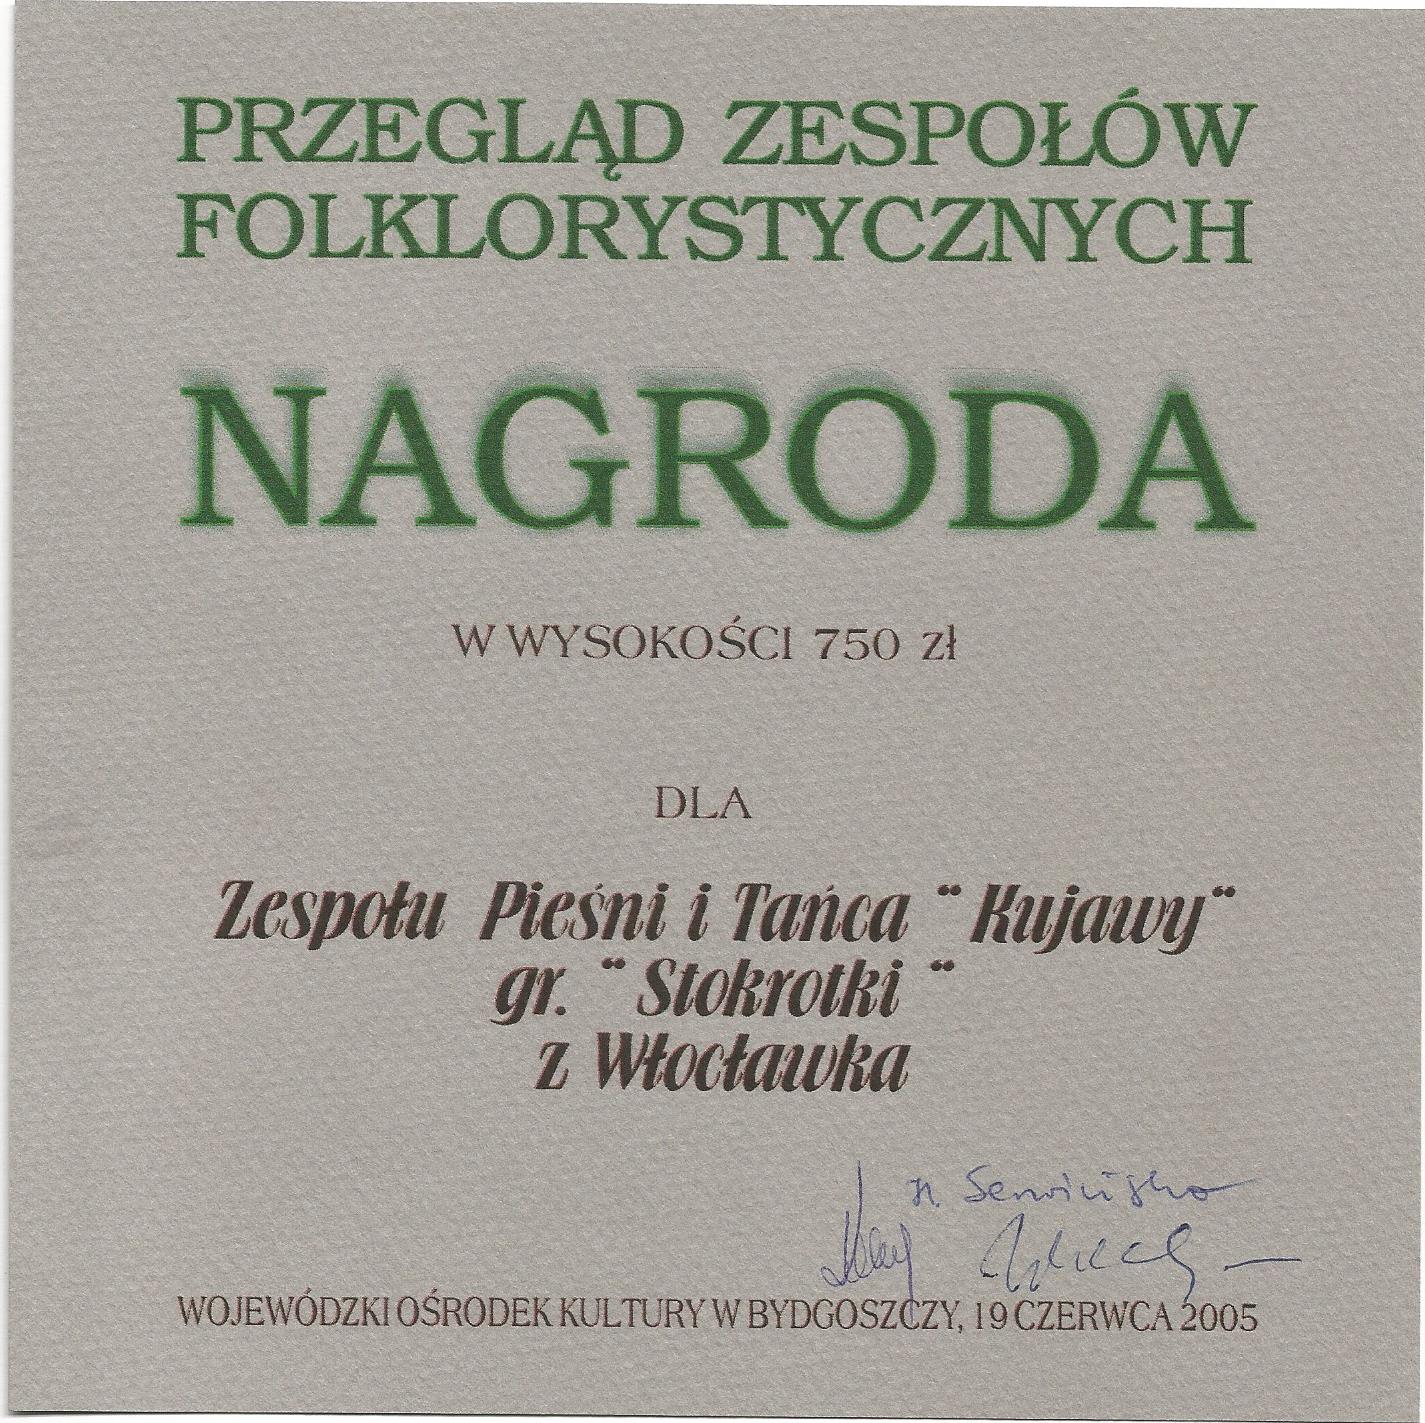 PRZEGLĄD ZESPOŁÓW
FOLKLORYSTYCZNYCH
NAGRODA
W WYSOKOŚCI 750 zł
DLA
Zespołu Pieśni i Tańca " Kujawy"
gr. " Stokrotki "
z Włocławka
WOJEWÓDZKI OŚRODEK KULTURY W BYDGOSZCZY, 19 CZERWCA 2005